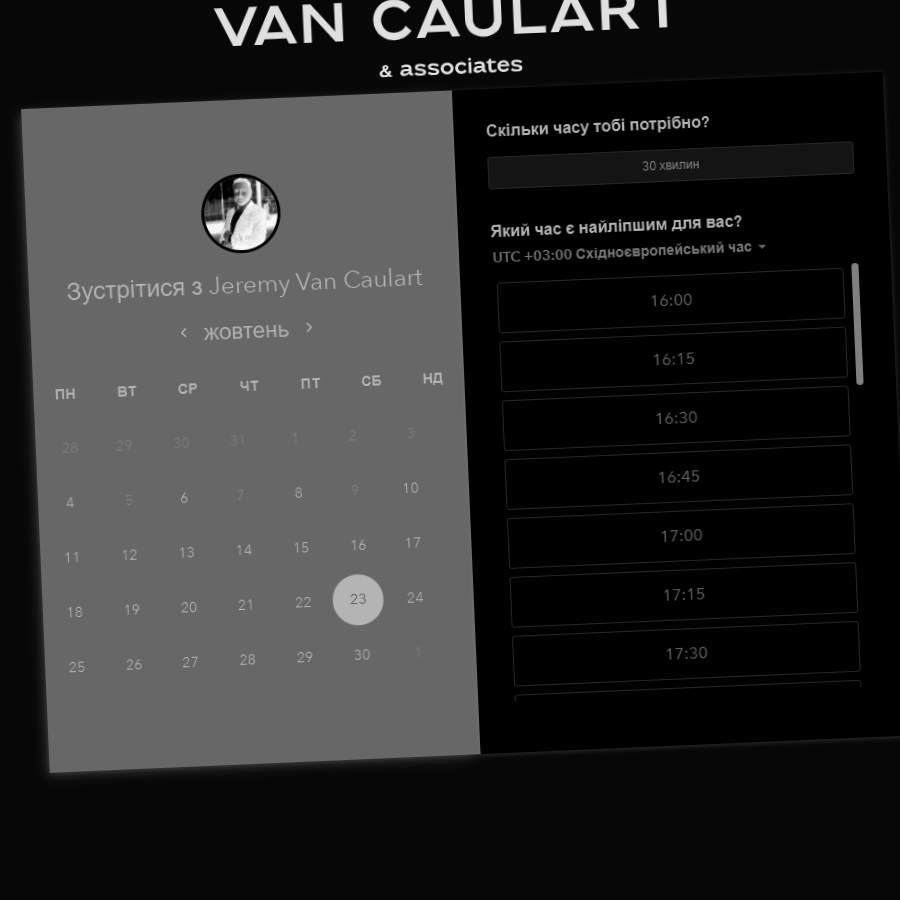 VAN CAULART
& associates
Зустрітися з Jeremy Van Caulart
‹ жовтень ›
ПН ВТ СР ЧТ ПТ СБ НД
28 29 30 31 1 2 3
4 5 6 7 8 9 10
11 12 13 14 15 16 17
18 19 20 21 22 23 24
25 26 27 28 29 30 1
Скільки часу тобі потрібно?
30 хвилин
Який час є найліпшим для вас?
UTC +03:00 Східноєвропейський час
16:00
16:15
16:30
16:45
17:00
17:15
17:30